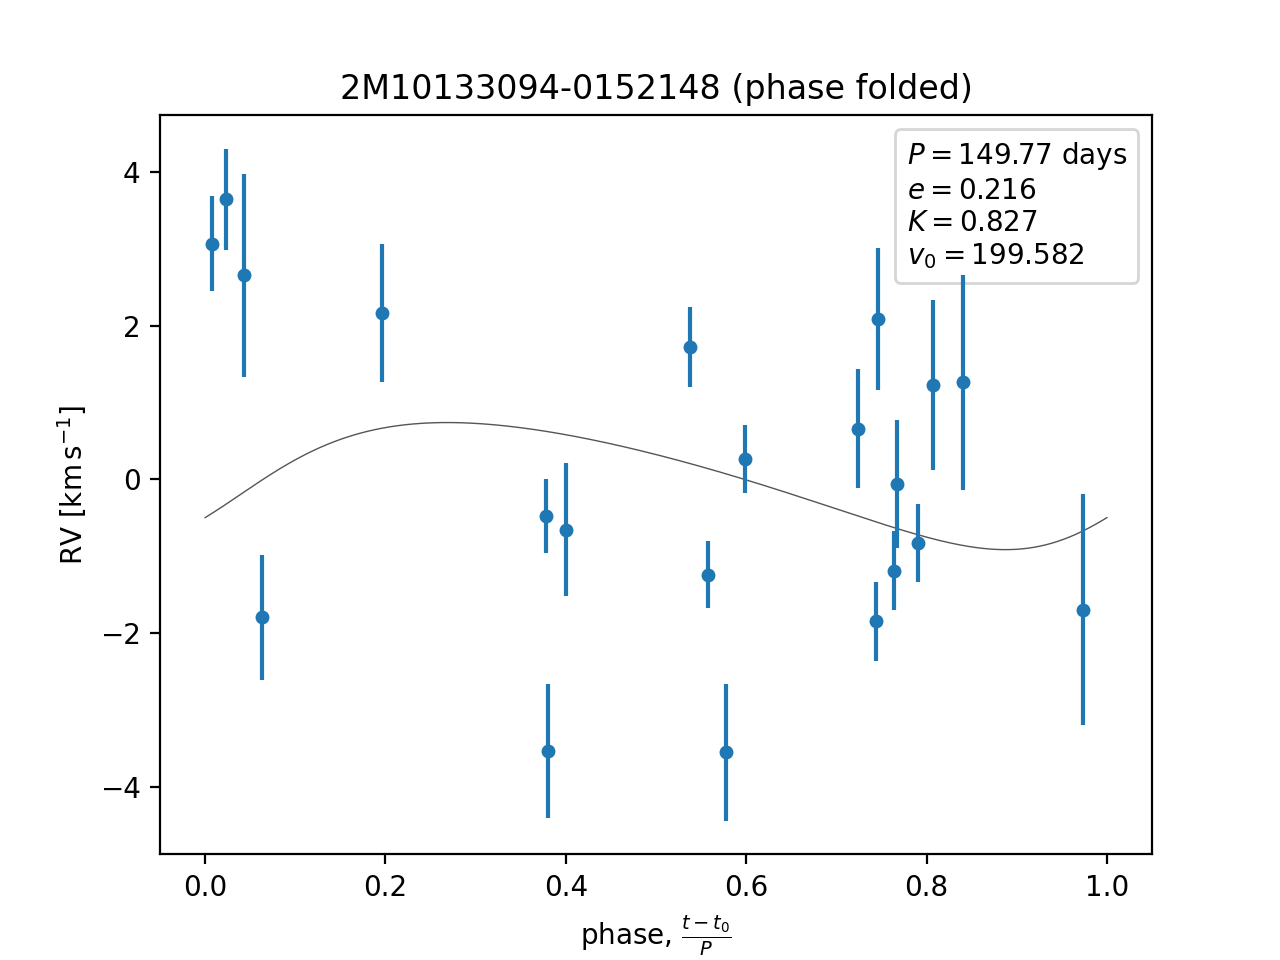 2M10133094-0152148 (phase folded)
P = 149.77 days
e = 0.216
K = 0.827
v₀ = 199.582
4
2
0
−2
−4
RV [km s⁻¹]
0.0 0.2 0.4 0.6 0.8 1.0
phase, (t − t₀)/P